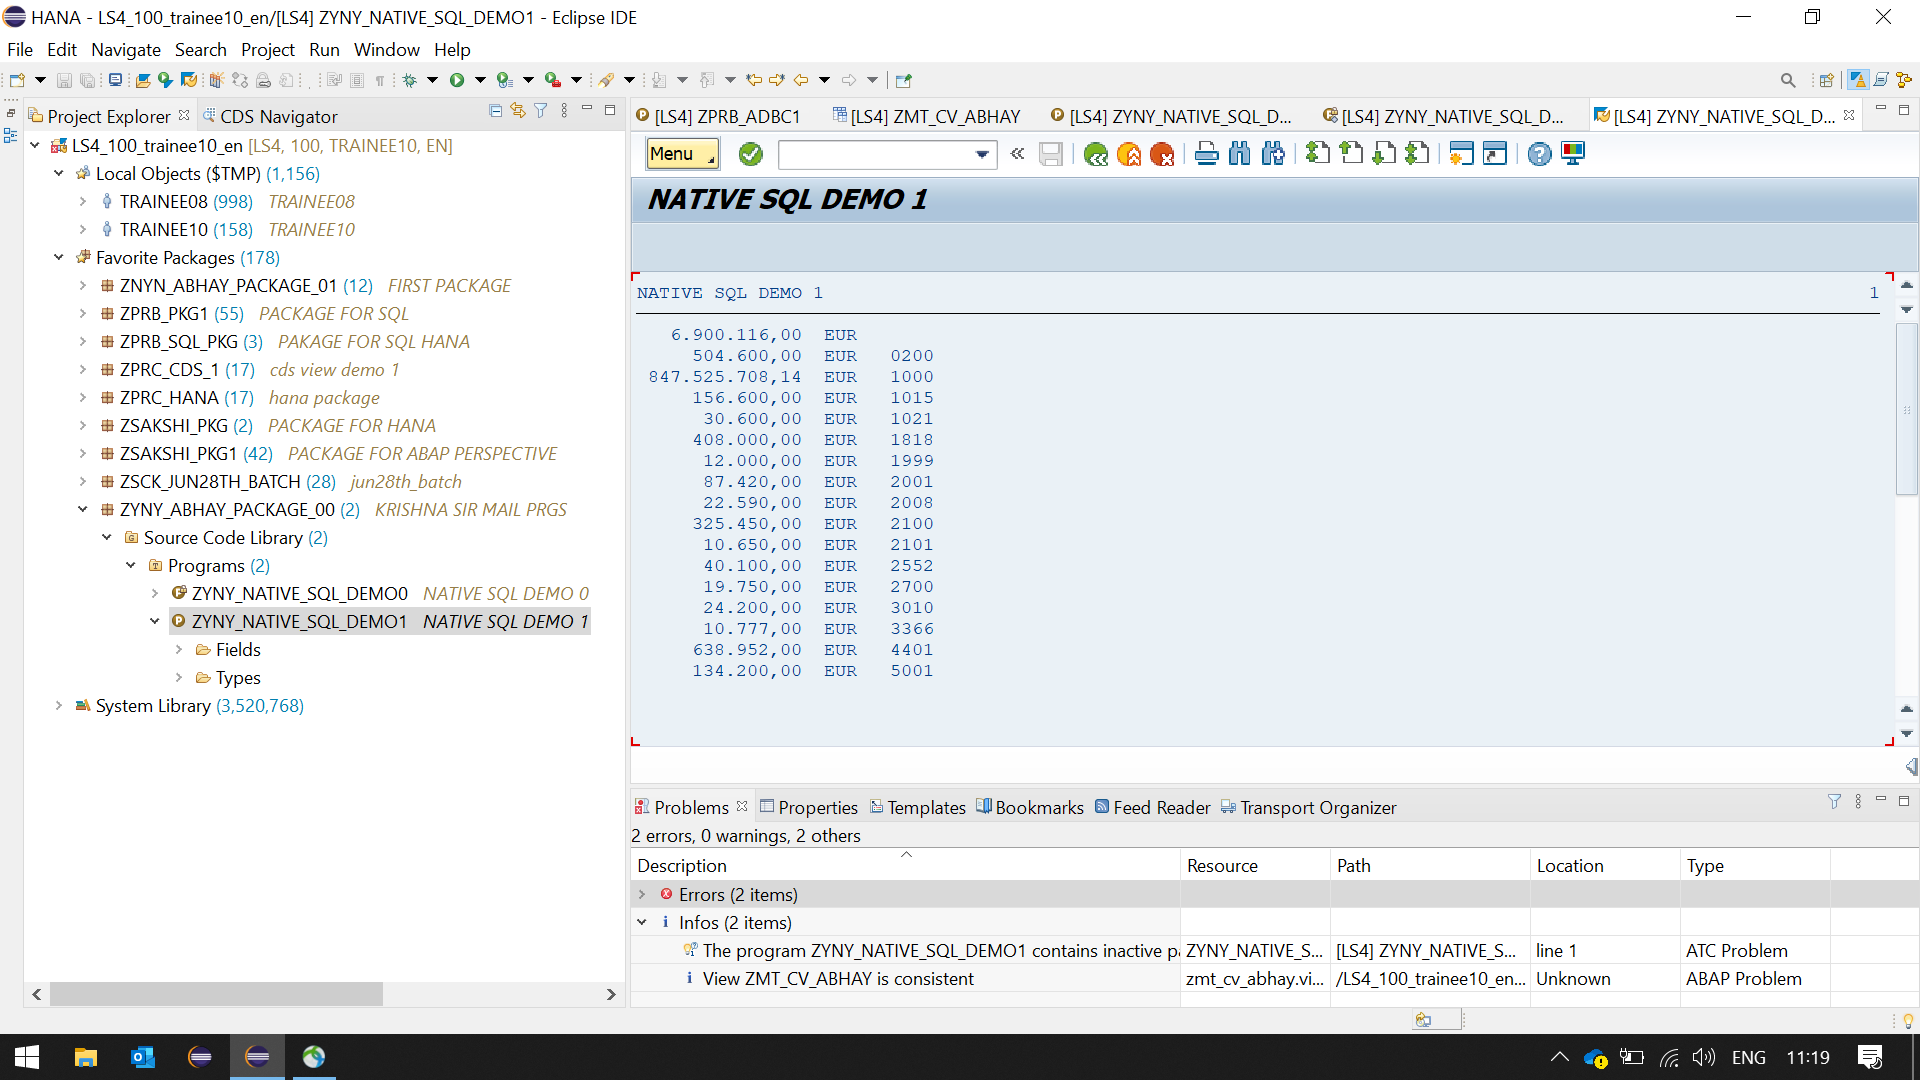 HANA - LS4_100_trainee10_en/[LS4] ZYNY_NATIVE_SQL_DEMO1 - Eclipse IDE
File Edit Navigate Search Project Run Window Help
Project Explorer CDS Navigator
LS4_100_trainee10_en [LS4, 100, TRAINEE10, EN]
Local Objects ($TMP) (1,156)
TRAINEE08 (998) TRAINEE08
TRAINEE10 (158) TRAINEE10
Favorite Packages (178)
ZNYN_ABHAY_PACKAGE_01 (12) FIRST PACKAGE
ZPRB_PKG1 (55) PACKAGE FOR SQL
ZPRB_SQL_PKG (3) PAKAGE FOR SQL HANA
ZPRC_CDS_1 (17) cds view demo 1
ZPRC_HANA (17) hana package
ZSAKSHI_PKG (2) PACKAGE FOR HANA
ZSAKSHI_PKG1 (42) PACKAGE FOR ABAP PERSPECTIVE
ZSCK_JUN28TH_BATCH (28) jun28th_batch
ZYNY_ABHAY_PACKAGE_00 (2) KRISHNA SIR MAIL PRGS
Source Code Library (2)
Programs (2)
ZYNY_NATIVE_SQL_DEMO0 NATIVE SQL DEMO 0
ZYNY_NATIVE_SQL_DEMO1 NATIVE SQL DEMO 1
Fields
Types
System Library (3,520,768)
[LS4] ZPRB_ADBC1 [LS4] ZMT_CV_ABHAY [LS4] ZYNY_NATIVE_SQL_D... [LS4] ZYNY_NATIVE_SQL_D... [LS4] ZYNY_NATIVE_SQL_D...
Menu
NATIVE SQL DEMO 1
NATIVE SQL DEMO 1 1
6.900.116,00 EUR
504.600,00 EUR 0200
847.525.708,14 EUR 1000
156.600,00 EUR 1015
30.600,00 EUR 1021
408.000,00 EUR 1818
12.000,00 EUR 1999
87.420,00 EUR 2001
22.590,00 EUR 2008
325.450,00 EUR 2100
10.650,00 EUR 2101
40.100,00 EUR 2552
19.750,00 EUR 2700
24.200,00 EUR 3010
10.777,00 EUR 3366
638.952,00 EUR 4401
134.200,00 EUR 5001
Problems Properties Templates Bookmarks Feed Reader Transport Organizer
2 errors, 0 warnings, 2 others
Description Resource Path Location Type
Errors (2 items)
Infos (2 items)
The program ZYNY_NATIVE_SQL_DEMO1 contains inactive pa ZYNY_NATIVE_S... [LS4] ZYNY_NATIVE_S... line 1 ATC Problem
View ZMT_CV_ABHAY is consistent zmt_cv_abhay.vi... /LS4_100_trainee10_en... Unknown ABAP Problem
ENG 11:19